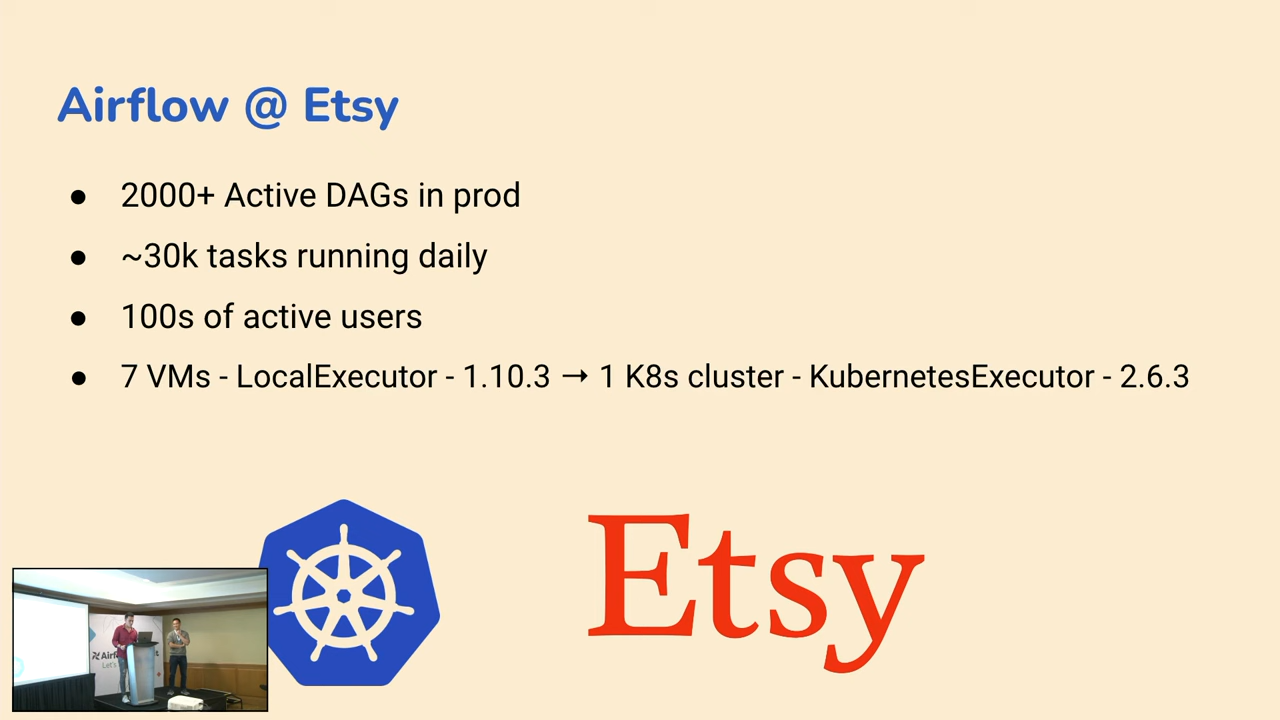 Airflow @ Etsy
● 2000+ Active DAGs in prod
● ~30k tasks running daily
● 100s of active users
● 7 VMs - LocalExecutor - 1.10.3 → 1 K8s cluster - KubernetesExecutor - 2.6.3
Etsy